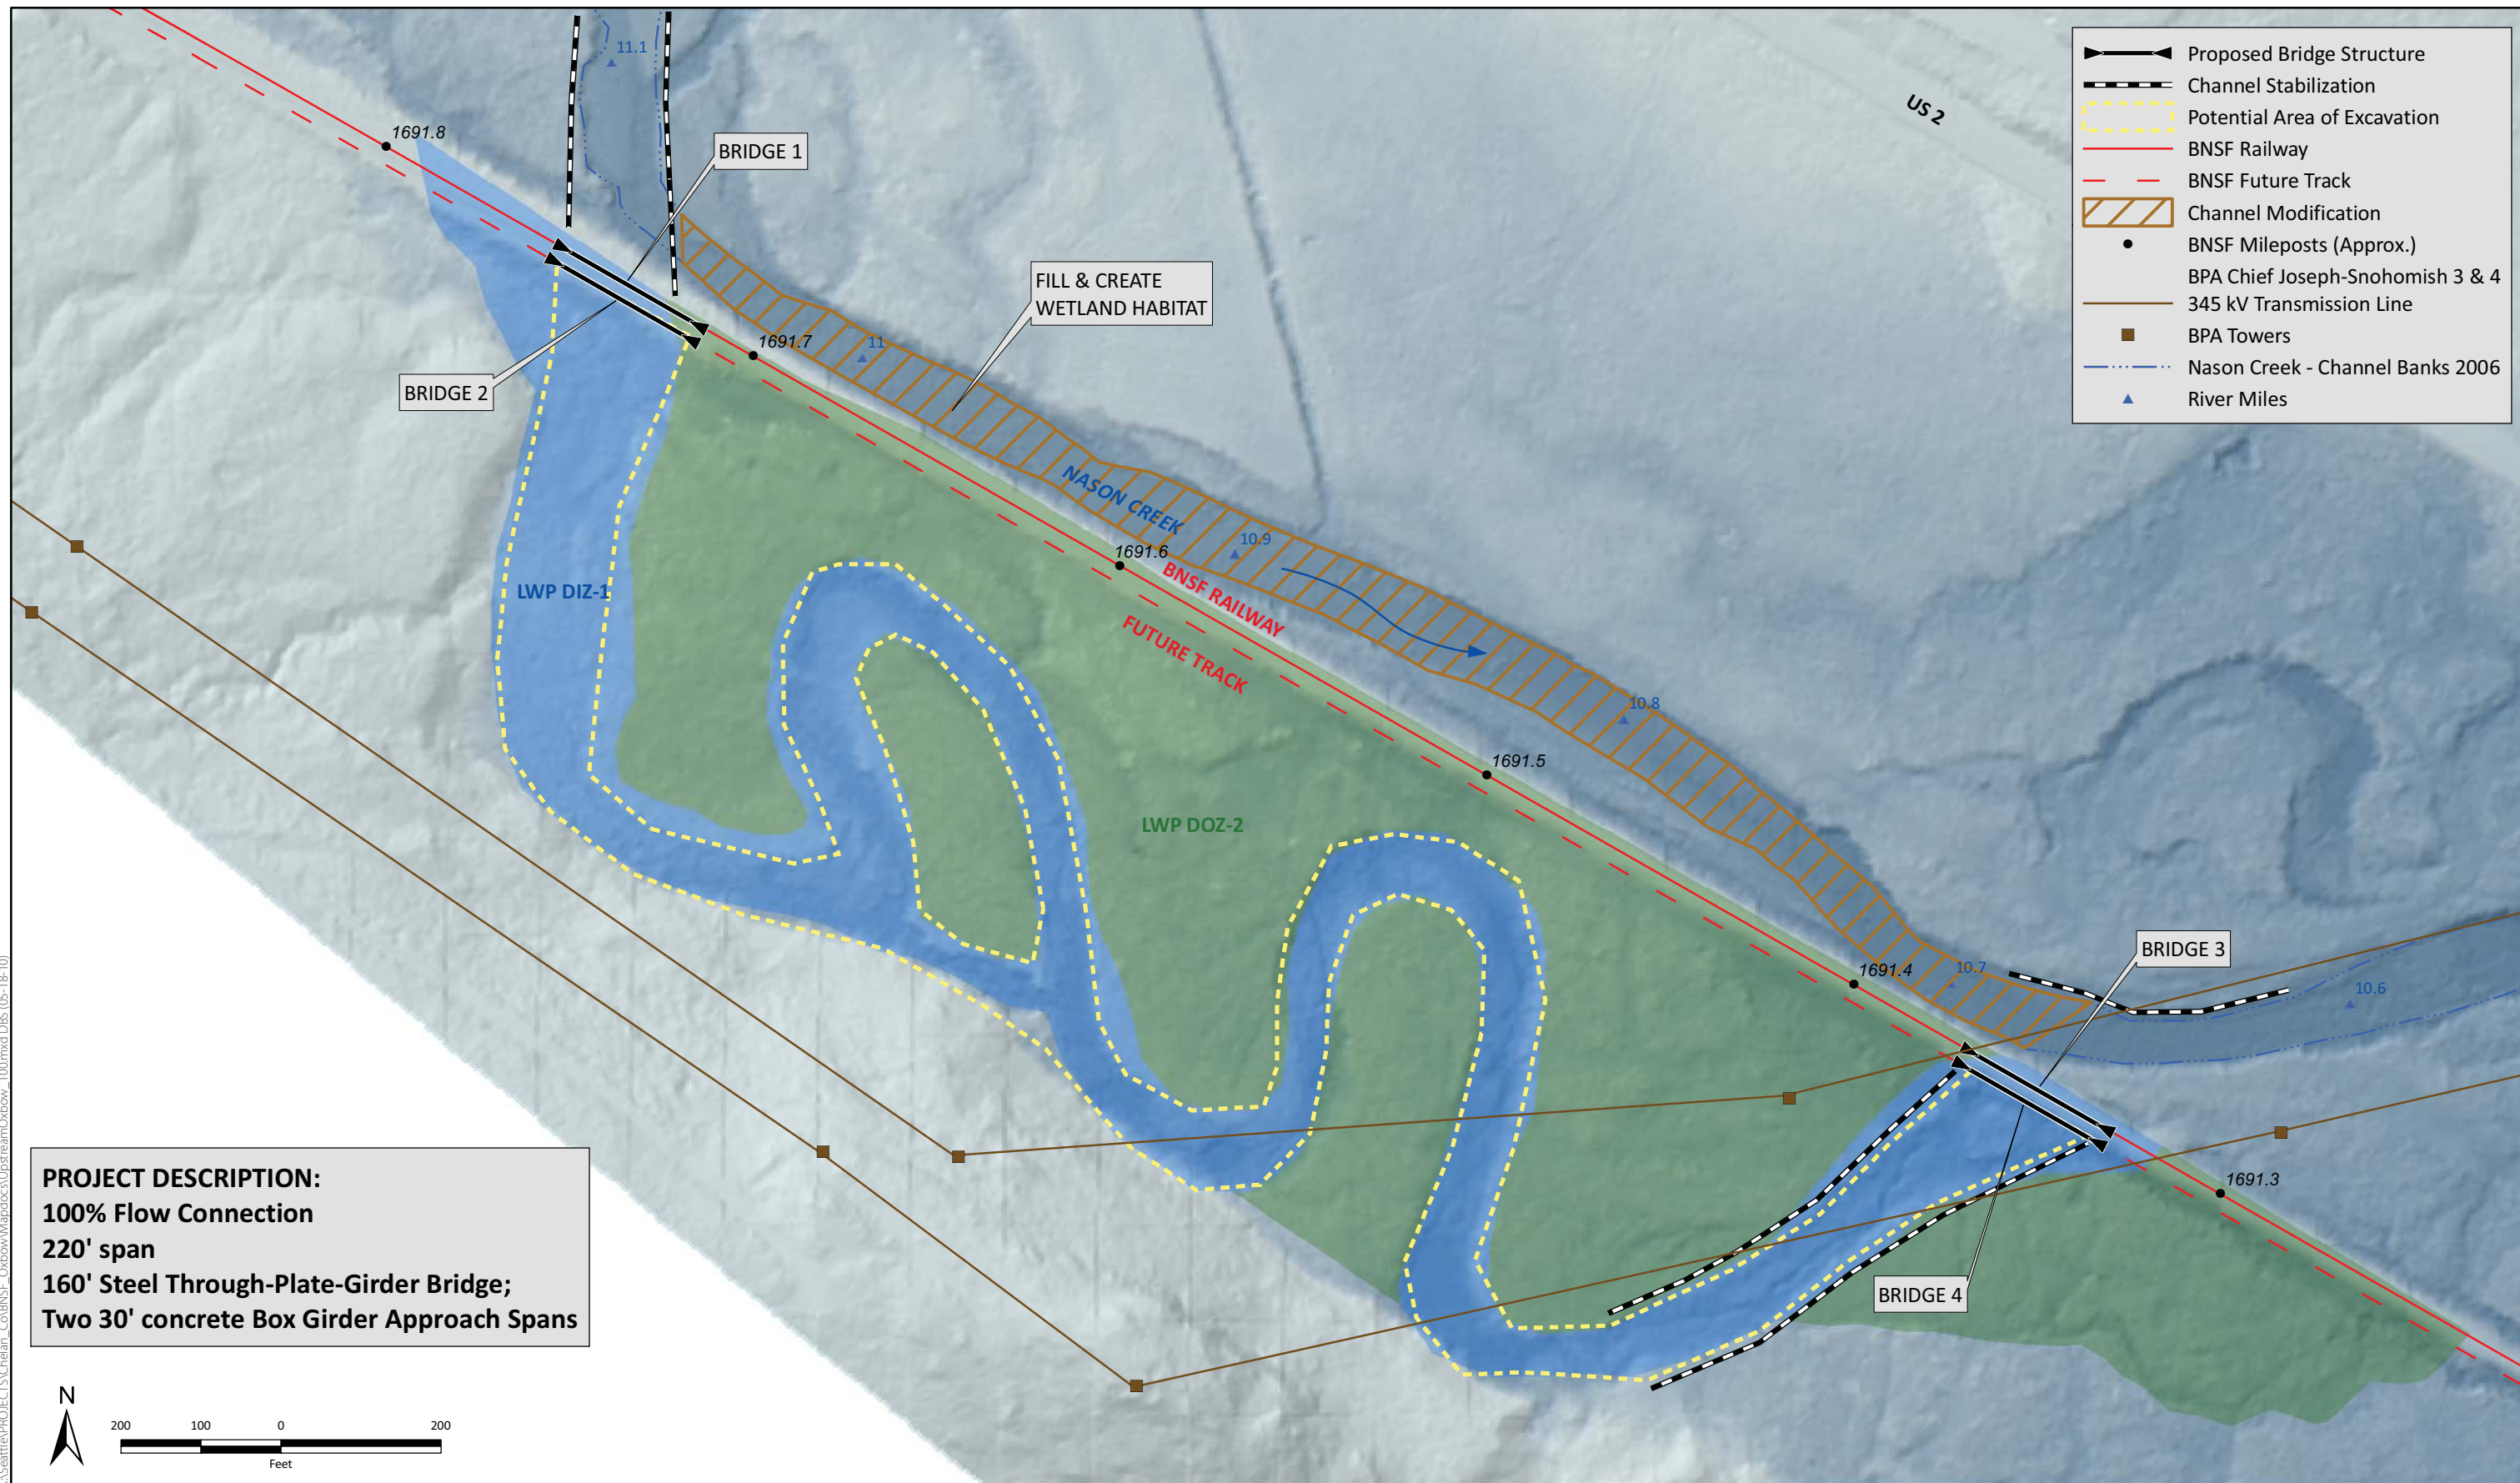 11.1
1691.8
BRIDGE 1
US 2
Proposed Bridge Structure
Channel Stabilization
Potential Area of Excavation
BNSF Railway
BNSF Future Track
Channel Modification
BNSF Mileposts (Approx.)
BPA Chief Joseph-Snohomish 3 & 4
345 kV Transmission Line
BPA Towers
Nason Creek - Channel Banks 2006
River Miles
FILL & CREATE
WETLAND HABITAT
1691.7
11
BRIDGE 2
NASON CREEK
10.9
1691.6
BNSF RAILWAY
FUTURE TRACK
LWP DIZ-1
10.8
1691.5
LWP DOZ-2
BRIDGE 3
1691.4
10.7
10.6
1691.3
BRIDGE 4
PROJECT DESCRIPTION:
100% Flow Connection
220' span
160' Steel Through-Plate-Girder Bridge;
Two 30' concrete Box Girder Approach Spans
N
200 100 0 200
Feet